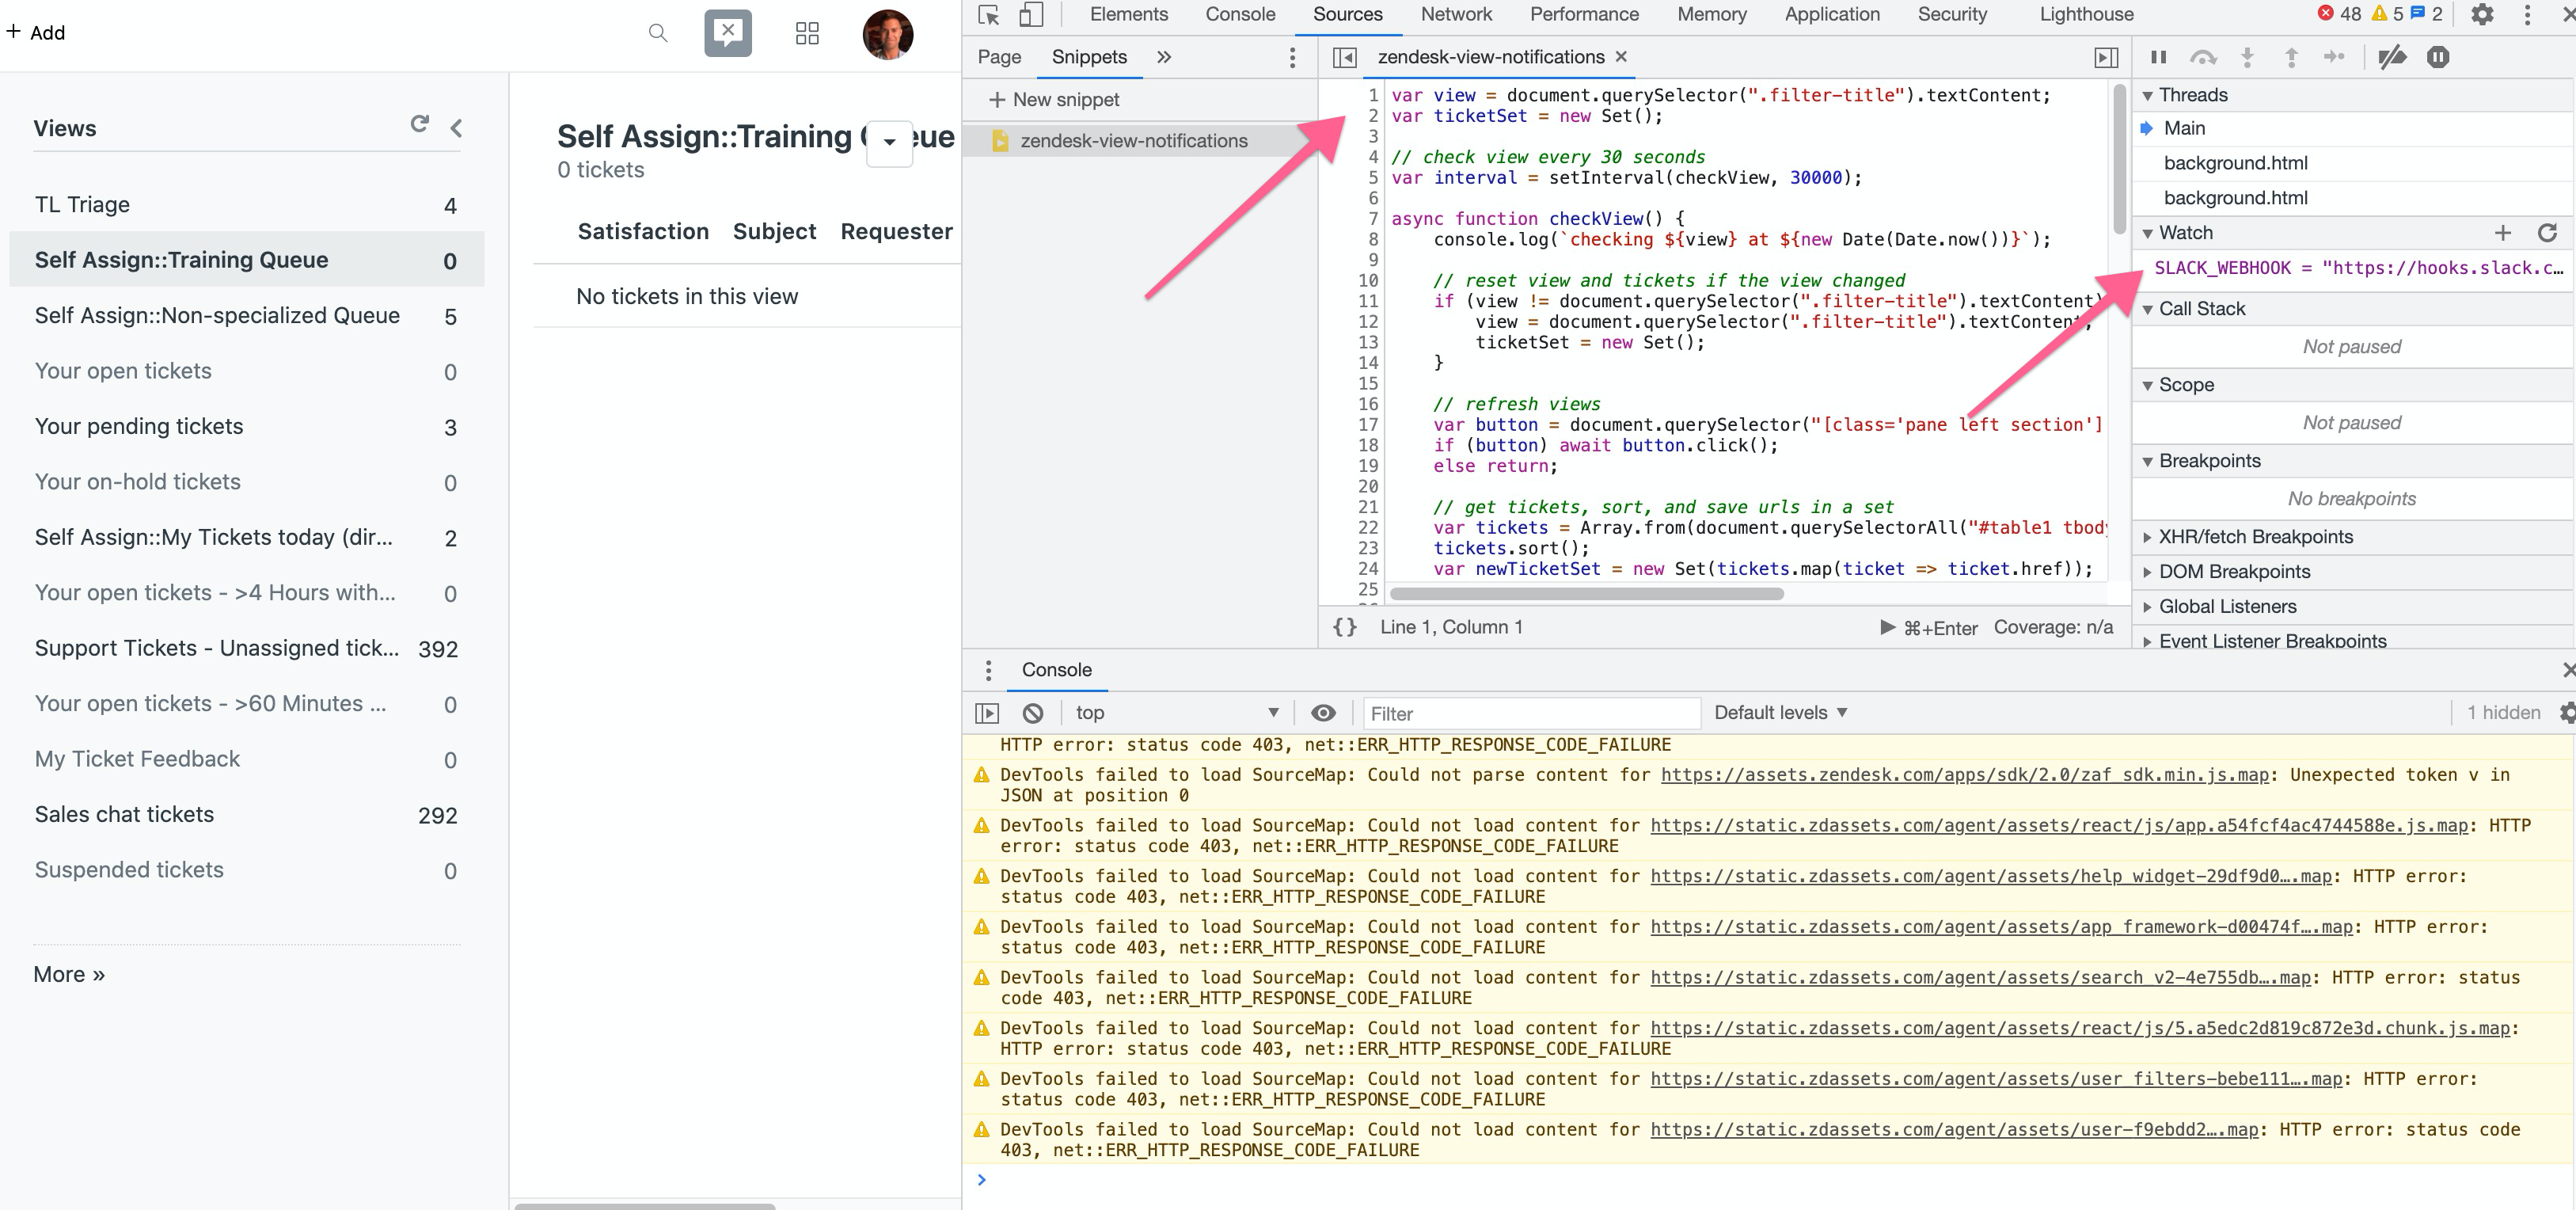 + Add
Views
TL Triage 4
Self Assign::Training Queue 0
Self Assign::Non-specialized Queue 5
Your open tickets 0
Your pending tickets 3
Your on-hold tickets 0
Self Assign::My Tickets today (dir... 2
Your open tickets - >4 Hours with... 0
Support Tickets - Unassigned tick... 392
Your open tickets - >60 Minutes ... 0
My Ticket Feedback 0
Sales chat tickets 292
Suspended tickets 0
More »
Self Assign::Training
0 tickets
Satisfaction Subject Requester
No tickets in this view
Elements Console Sources Network Performance Memory Application Security Lighthouse 48 5 2
Page Snippets »
+ New snippet
zendesk-view-notifications
zendesk-view-notifications ×
1 var view = document.querySelector(".filter-title").textContent;
2 var ticketSet = new Set();
3
4 // check view every 30 seconds
5 var interval = setInterval(checkView, 30000);
6
7 async function checkView() {
8 console.log(`checking ${view} at ${new Date(Date.now())}`);
9
10 // reset view and tickets if the view changed
11 if (view != document.querySelector(".filter-title").textContent)
12 view = document.querySelector(".filter-title").textContent;
13 ticketSet = new Set();
14 }
15
16 // refresh views
17 var button = document.querySelector("[class='pane left section']
18 if (button) await button.click();
19 else return;
20
21 // get tickets, sort, and save urls in a set
22 var tickets = Array.from(document.querySelectorAll("#table1 tbody
23 tickets.sort();
24 var newTicketSet = new Set(tickets.map(ticket => ticket.href));
25
{} Line 1, Column 1 ⌘+Enter Coverage: n/a
Threads
Main
background.html
background.html
Watch
SLACK_WEBHOOK = "https://hooks.slack.c…
Call Stack
Not paused
Scope
Not paused
Breakpoints
No breakpoints
XHR/fetch Breakpoints
DOM Breakpoints
Global Listeners
Event Listener Breakpoints
Console
top Filter Default levels 1 hidden
HTTP error: status code 403, net::ERR_HTTP_RESPONSE_CODE_FAILURE
DevTools failed to load SourceMap: Could not parse content for https://assets.zendesk.com/apps/sdk/2.0/zaf_sdk.min.js.map: Unexpected token v in
JSON at position 0
DevTools failed to load SourceMap: Could not load content for https://static.zdassets.com/agent/assets/react/js/app.a54fcf4ac4744588e.js.map: HTTP
error: status code 403, net::ERR_HTTP_RESPONSE_CODE_FAILURE
DevTools failed to load SourceMap: Could not load content for https://static.zdassets.com/agent/assets/help_widget-29df9d0….map: HTTP error:
status code 403, net::ERR_HTTP_RESPONSE_CODE_FAILURE
DevTools failed to load SourceMap: Could not load content for https://static.zdassets.com/agent/assets/app_framework-d00474f….map: HTTP error:
status code 403, net::ERR_HTTP_RESPONSE_CODE_FAILURE
DevTools failed to load SourceMap: Could not load content for https://static.zdassets.com/agent/assets/search_v2-4e755db….map: HTTP error: status
code 403, net::ERR_HTTP_RESPONSE_CODE_FAILURE
DevTools failed to load SourceMap: Could not load content for https://static.zdassets.com/agent/assets/react/js/5.a5edc2d819c872e3d.chunk.js.map:
HTTP error: status code 403, net::ERR_HTTP_RESPONSE_CODE_FAILURE
DevTools failed to load SourceMap: Could not load content for https://static.zdassets.com/agent/assets/user_filters-bebe111….map: HTTP error:
status code 403, net::ERR_HTTP_RESPONSE_CODE_FAILURE
DevTools failed to load SourceMap: Could not load content for https://static.zdassets.com/agent/assets/user-f9ebdd2….map: HTTP error: status code
403, net::ERR_HTTP_RESPONSE_CODE_FAILURE